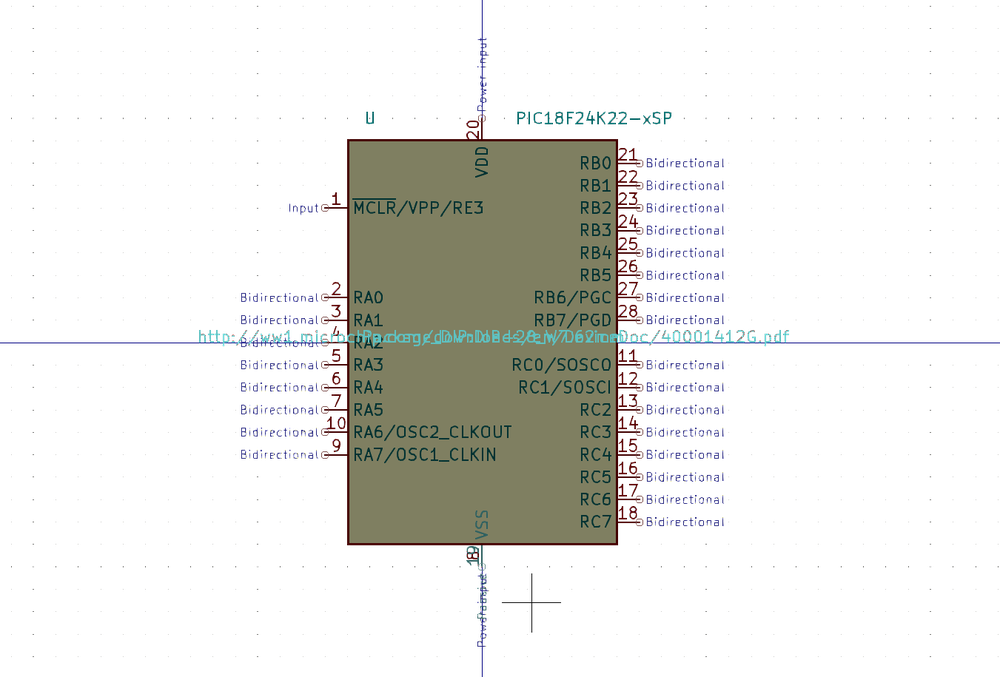 Power input
U
PIC18F24K22-xSP
20
VDD
1
Input
MCLR/VPP/RE3
2
Bidirectional
RA0
3
Bidirectional
RA1
4
Bidirectional
RA2
5
Bidirectional
RA3
6
Bidirectional
RA4
7
Bidirectional
RA5
10
Bidirectional
RA6/OSC2_CLKOUT
9
Bidirectional
RA7/OSC1_CLKIN
RB0
21
Bidirectional
RB1
22
Bidirectional
RB2
23
Bidirectional
RB3
24
Bidirectional
RB4
25
Bidirectional
RB5
26
Bidirectional
RB6/PGC
27
Bidirectional
RB7/PGD
28
Bidirectional
RC0/SOSCO
11
Bidirectional
RC1/SOSCI
12
Bidirectional
RC2
13
Bidirectional
RC3
14
Bidirectional
RC4
15
Bidirectional
RC5
16
Bidirectional
RC6
17
Bidirectional
RC7
18
Bidirectional
VSS